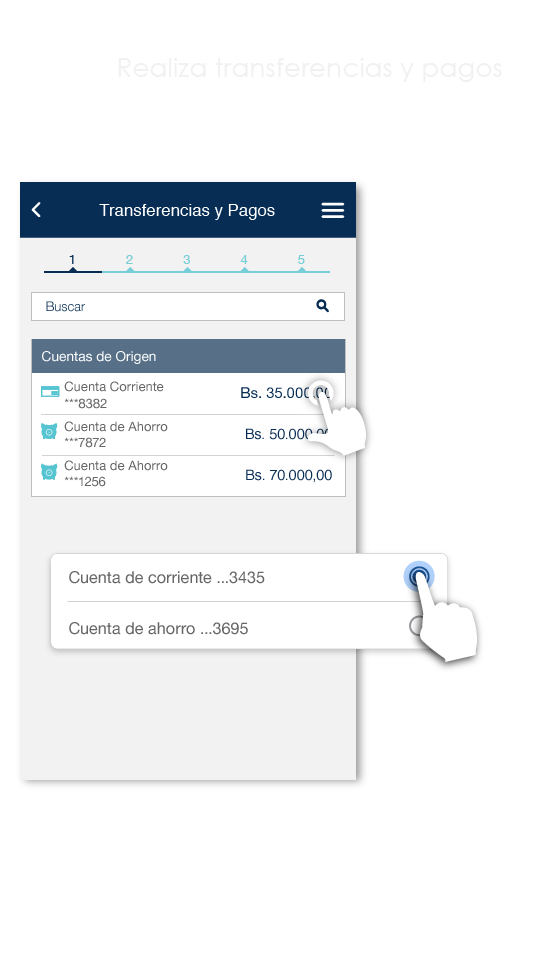 Realiza transferencias y pagos
Transferencias y Pagos
1 2 3 4 5
Buscar
Cuentas de Origen
Cuenta Corriente Bs. 35.000,00
***8382
Cuenta de Ahorro Bs. 50.000,00
***7872
Cuenta de Ahorro Bs. 70.000,00
***1256
Cuenta de corriente ...3435
Cuenta de ahorro ...3695